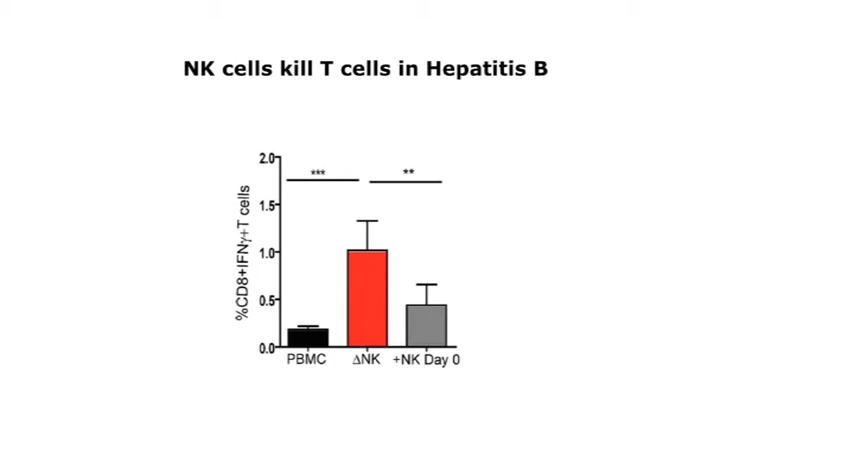 NK cells kill T cells in Hepatitis B
%CD8+IFNγ+T cells
2.0
1.5
1.0
0.5
0.0
***
**
PBMC
ΔNK
+NK Day 0